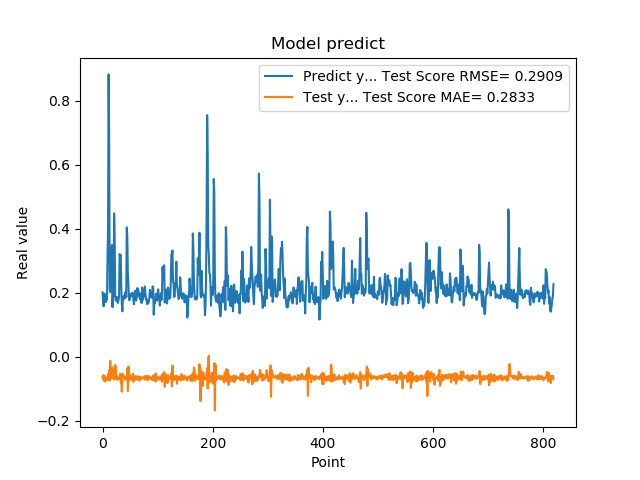 Model predict
Predict y... Test Score RMSE= 0.2909
Test y... Test Score MAE= 0.2833
Real value
0.8
0.6
0.4
0.2
0.0
−0.2
0 200 400 600 800
Point